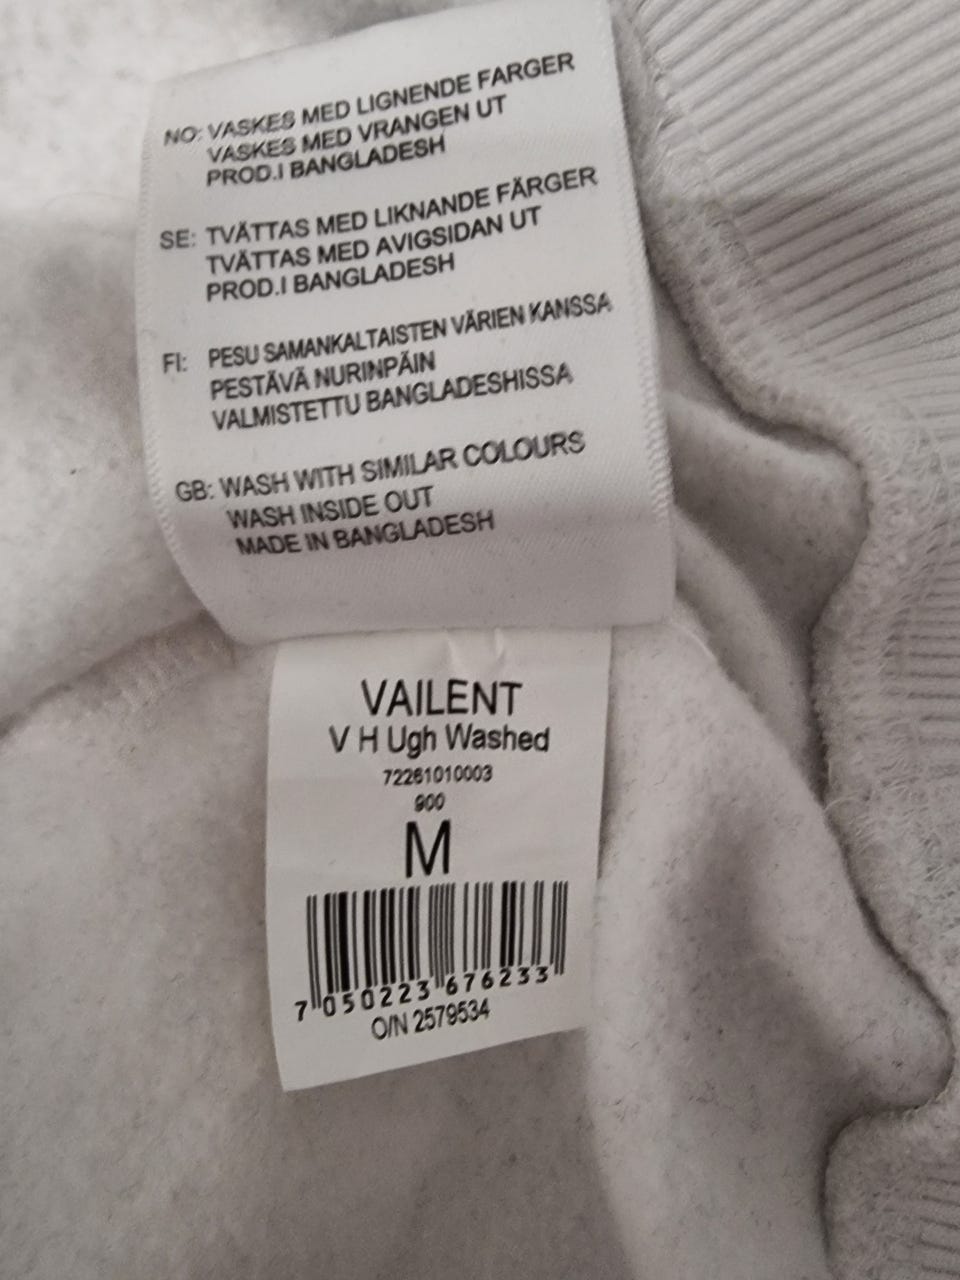 NO: VASKES MED LIGNENDE FARGER
VASKES MED VRANGEN UT
PROD.I BANGLADESH
SE: TVÄTTAS MED LIKNANDE FÄRGER
TVÄTTAS MED AVIGSIDAN UT
PROD.I BANGLADESH
FI: PESU SAMANKALTAISTEN VÄRIEN KANSSA
PESTÄVÄ NURINPÄIN
VALMISTETTU BANGLADESHISSA
GB: WASH WITH SIMILAR COLOURS
WASH INSIDE OUT
MADE IN BANGLADESH
VAILENT
V H Ugh Washed
72261010003
900
M
7 050223 676233
O/N 2579534